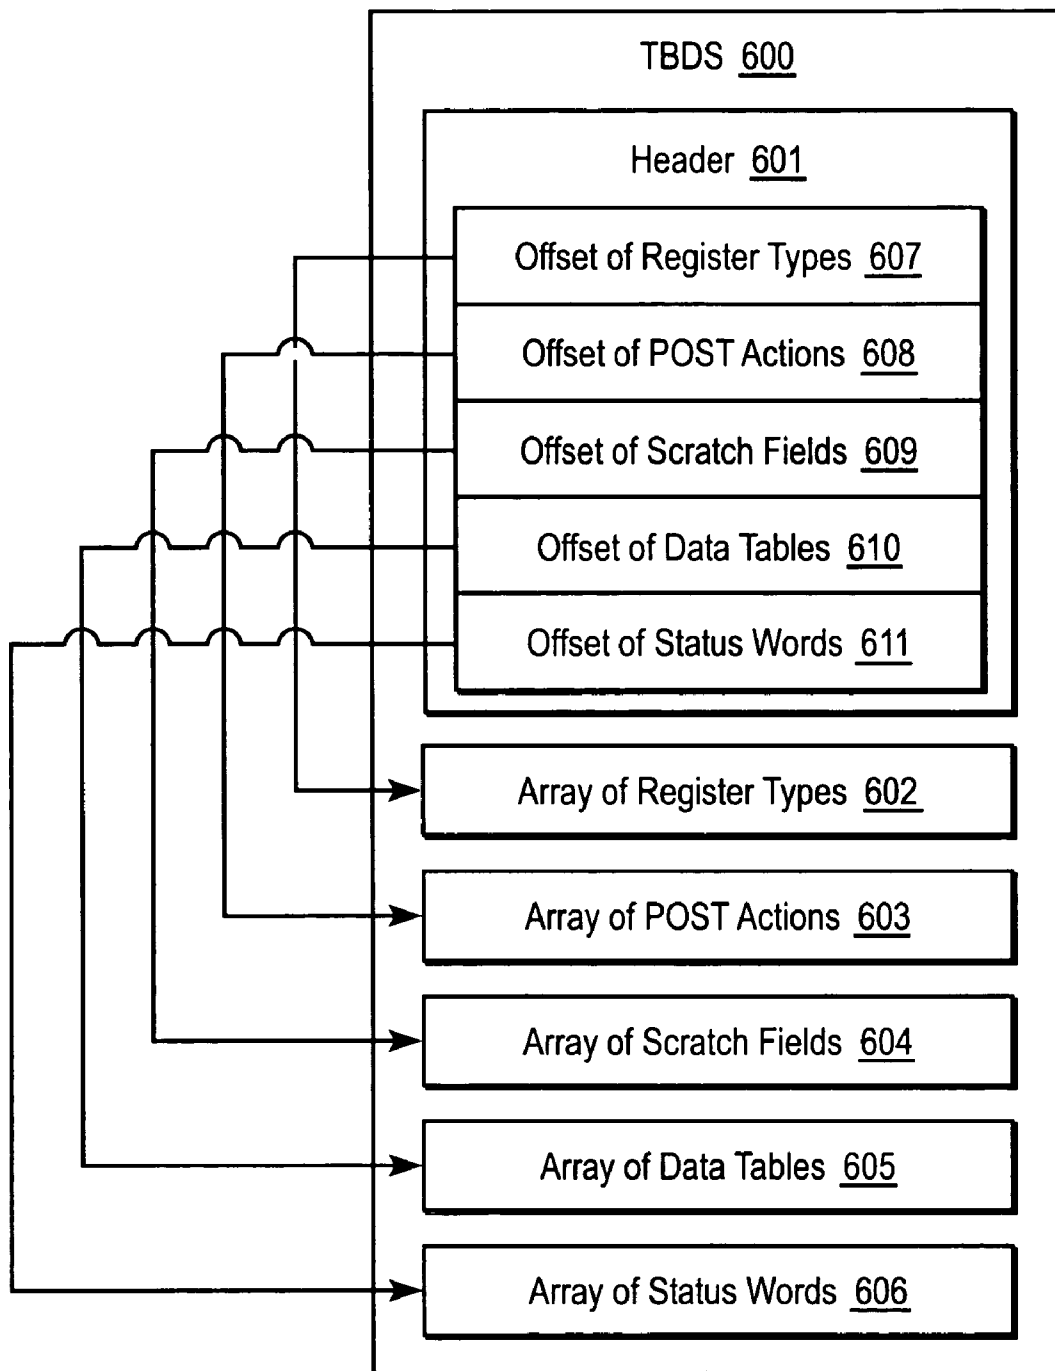 TBDS 600
Header 601
Offset of Register Types 607
Offset of POST Actions 608
Offset of Scratch Fields 609
Offset of Data Tables 610
Offset of Status Words 611
Array of Register Types 602
Array of POST Actions 603
Array of Scratch Fields 604
Array of Data Tables 605
Array of Status Words 606